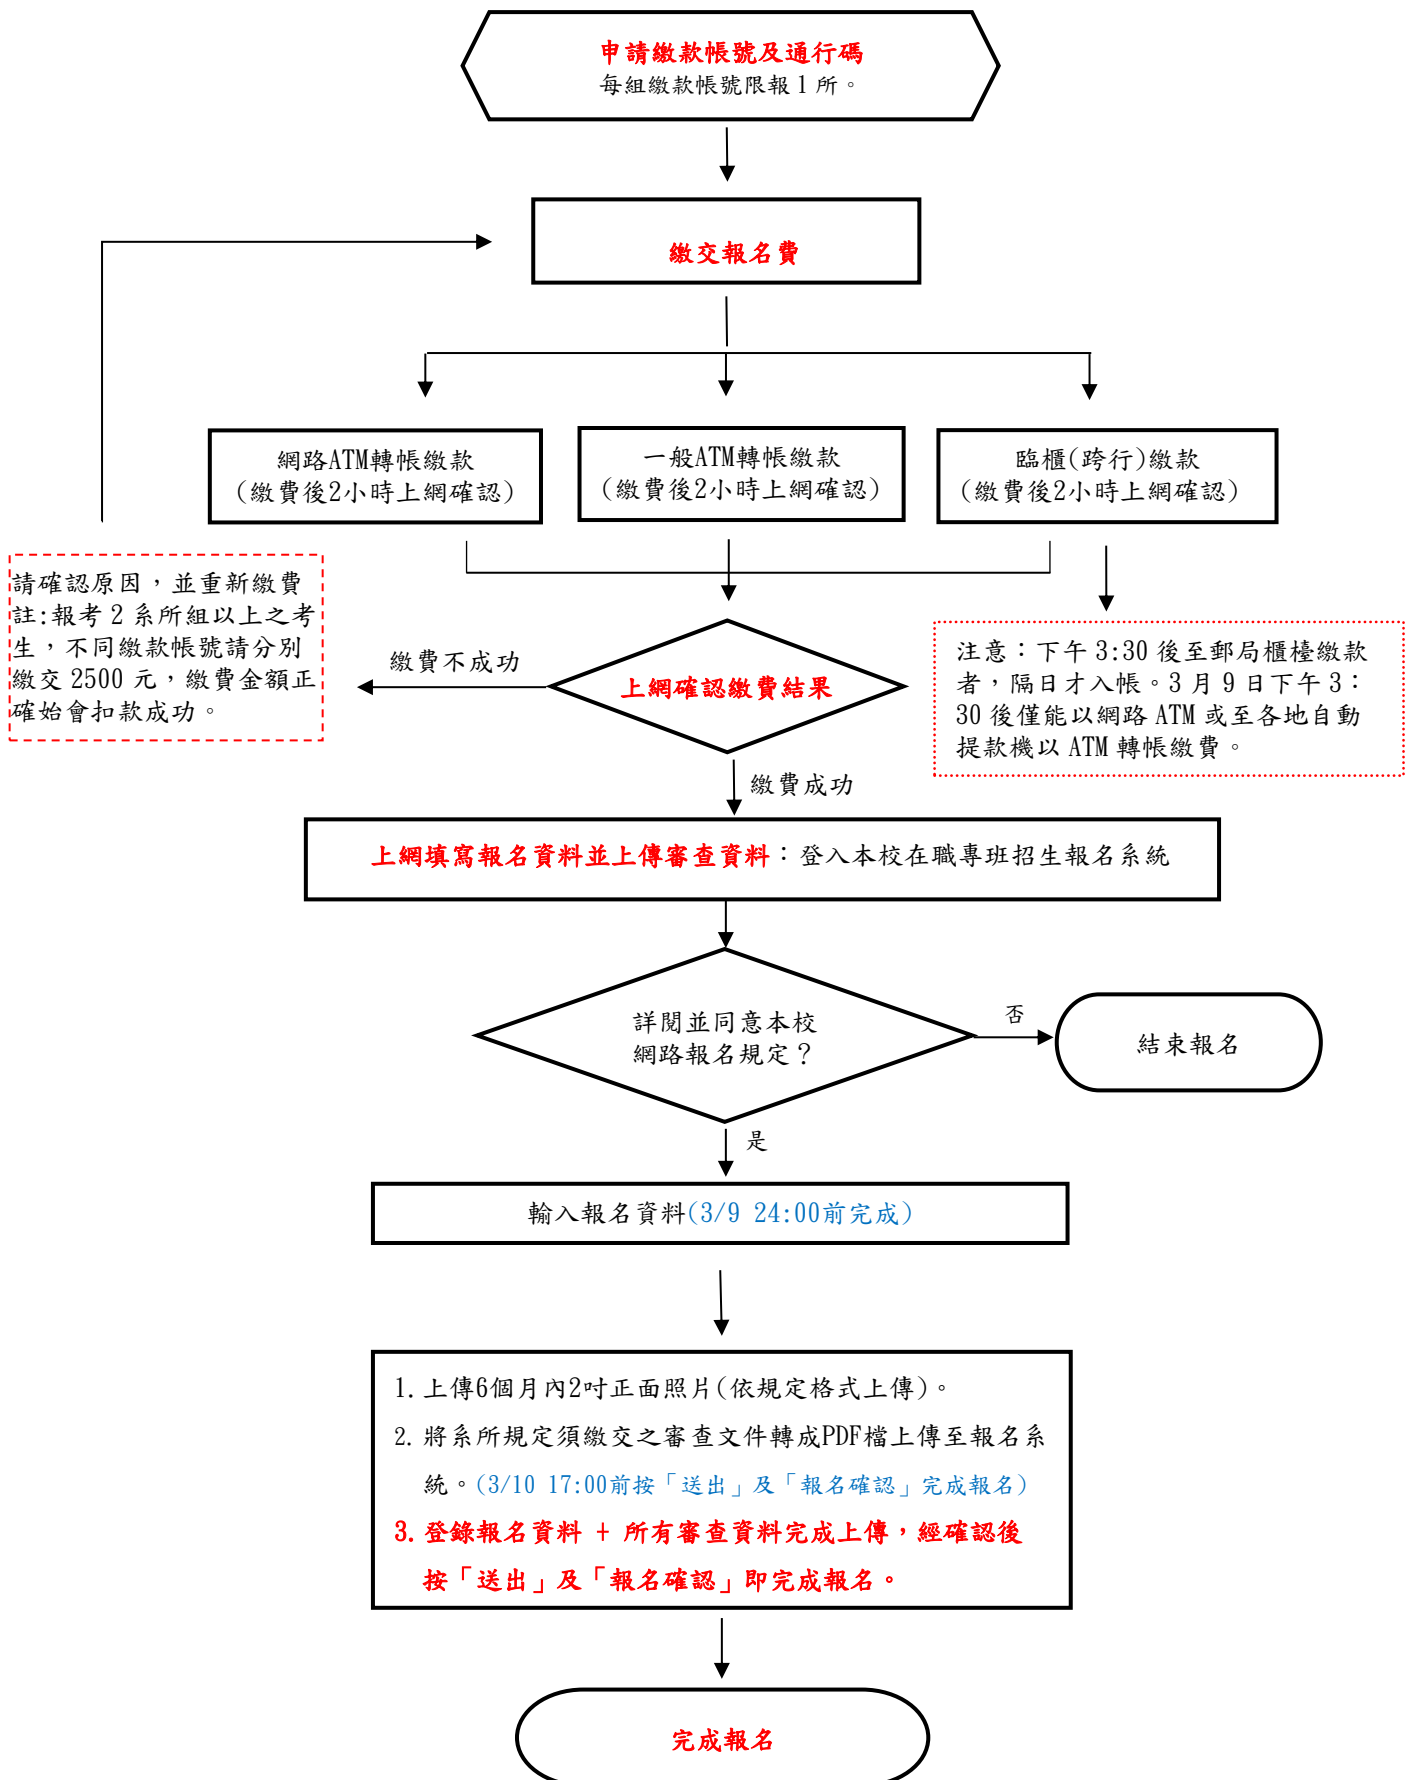 申請繳款帳號及通行碼
每組繳款帳號限報 1 所。
繳交報名費
網路ATM轉帳繳款
(繳費後2小時上網確認)
一般ATM轉帳繳款
(繳費後2小時上網確認)
臨櫃(跨行)繳款
(繳費後2小時上網確認)
請確認原因，並重新繳費
註:報考 2 系所組以上之考
生，不同繳款帳號請分別
繳交 2500 元，繳費金額正
確始會扣款成功。
繳費不成功
上網確認繳費結果
注意：下午 3:30 後至郵局櫃檯繳款
者，隔日才入帳。3 月 9 日下午 3：
30 後僅能以網路 ATM 或至各地自動
提款機以 ATM 轉帳繳費。
繳費成功
上網填寫報名資料並上傳審查資料：登入本校在職專班招生報名系統
詳閱並同意本校
網路報名規定？
否
結束報名
是
輸入報名資料(3/9 24:00前完成)
1. 上傳6個月內2吋正面照片(依規定格式上傳)。
2. 將系所規定須繳交之審查文件轉成PDF檔上傳至報名系
統。(3/10 17:00前按「送出」及「報名確認」完成報名)
3. 登錄報名資料 + 所有審查資料完成上傳，經確認後
按「送出」及「報名確認」即完成報名。
完成報名